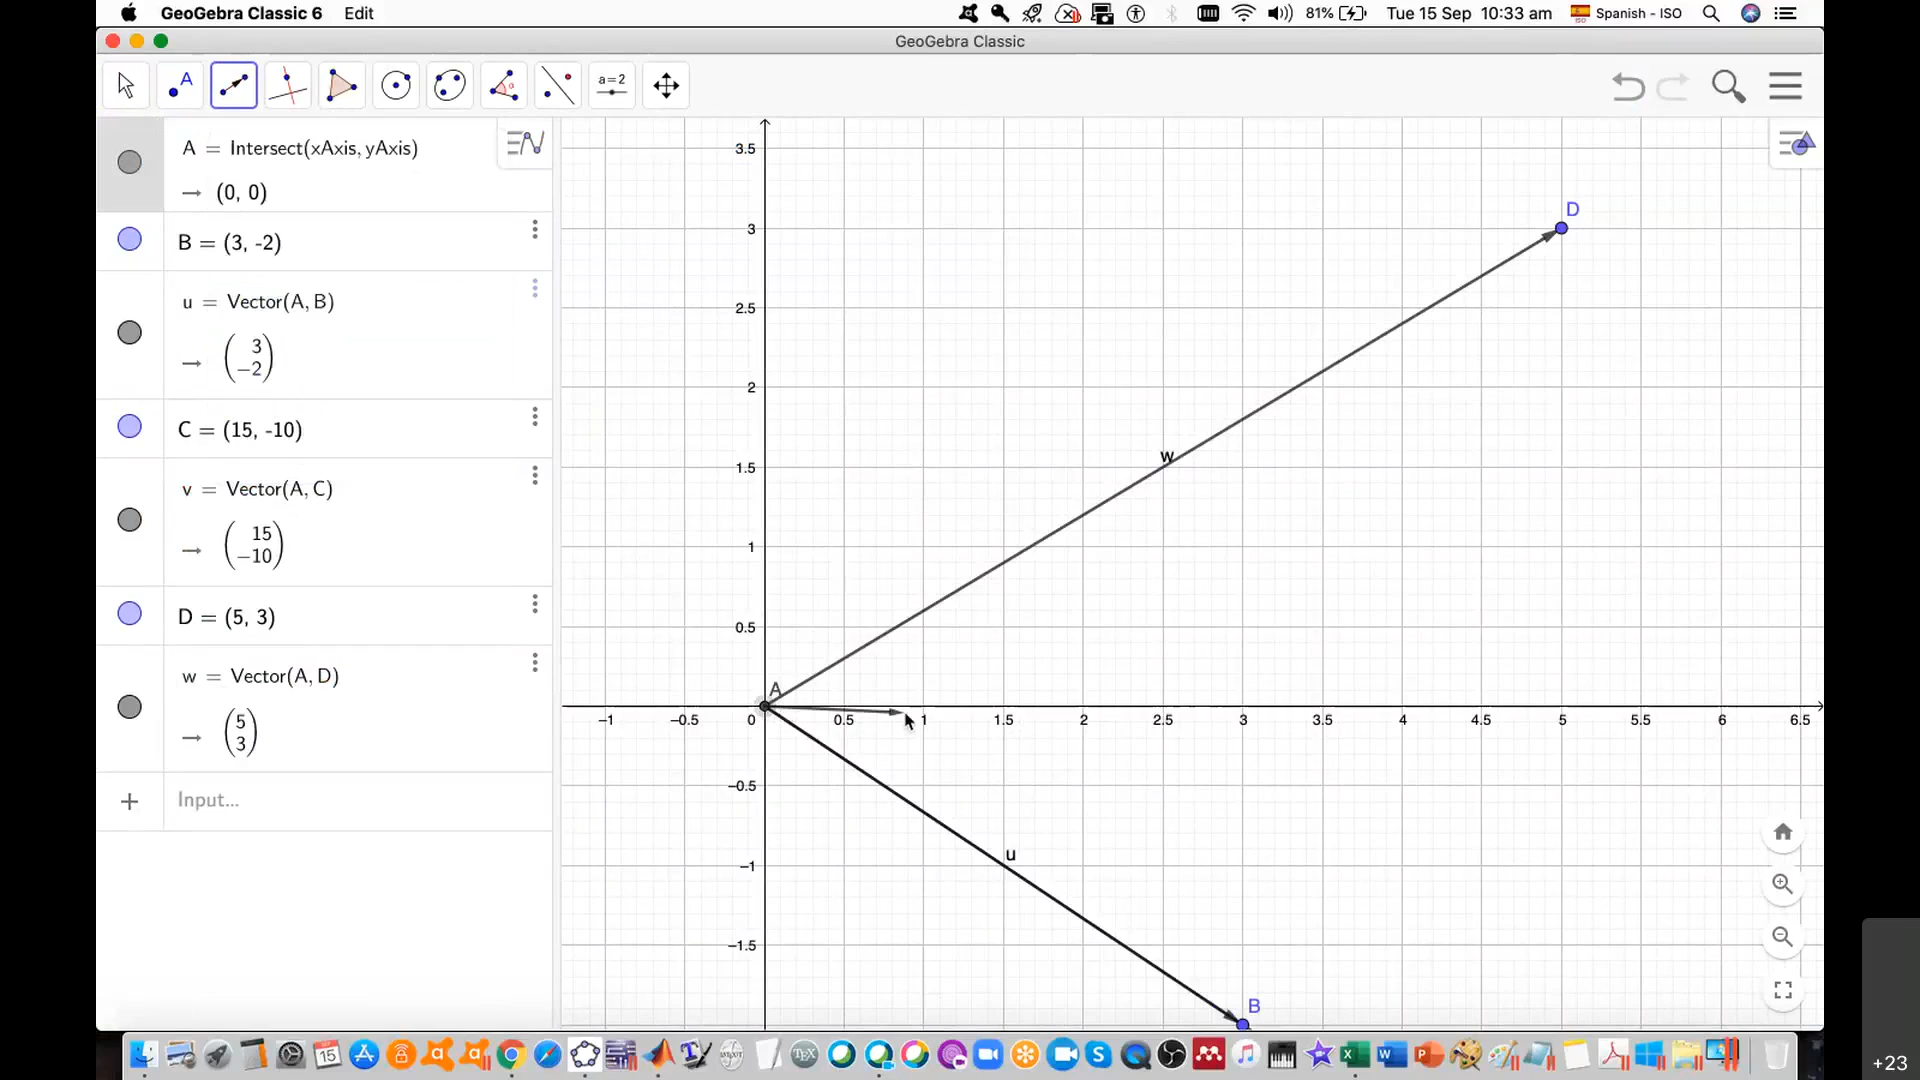 GeoGebra Classic 6 Edit 81% Tue 15 Sep 10:33 am Spanish - ISO
GeoGebra Classic
A a=2
A = Intersect(xAxis, yAxis)
→ (0, 0)
B = (3, -2)
u = Vector(A, B)
→ (3
−2)
C = (15, -10)
v = Vector(A, C)
→ (15
−10)
D = (5, 3)
w = Vector(A, D)
→ (5
3)
+ Input...
3.5
D
3
2.5
2
w
1.5
1
0.5
A
−1 −0.5 0 0.5 1 1.5 2 2.5 3 3.5 4 4.5 5 5.5 6 6.5
−0.5
u
−1
−1.5
B
+23